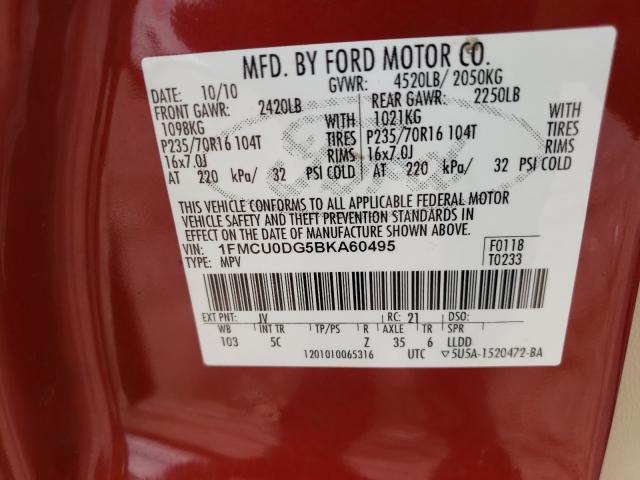 MFD. BY FORD MOTOR CO.
DATE: 10/10 GVWR: 4520LB/ 2050KG
FRONT GAWR: 2420LB REAR GAWR: 2250LB
1098KG WITH 1021KG WITH
P235/70R16 104T TIRES P235/70R16 104T TIRES
16x7.0J RIMS 16x7.0J RIMS
AT 220 kPa/ 32 PSI COLD AT 220 kPa/ 32 PSI COLD
THIS VEHICLE CONFORMS TO ALL APPLICABLE FEDERAL MOTOR
VEHICLE SAFETY AND THEFT PREVENTION STANDARDS IN
EFFECT ON THE DATE OF MANUFACTURE SHOWN ABOVE.
VIN: 1FMCU0DG5BKA60495 F0118
TYPE: MPV T0233
EXT PNT: JV RC: 21 DSO:
WB INT TR TP/PS R AXLE TR SPR
103 5C Z 35 6 LLDD
1201010065316 UTC ▽5U5A-1520472-BA
Ford